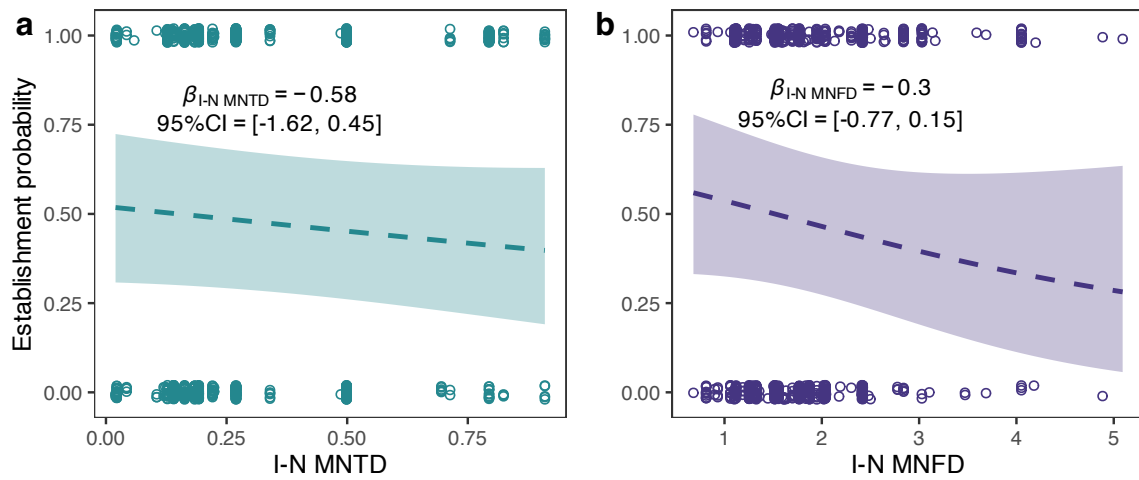 a
b
Establishment probability
1.00
0.75
0.50
0.25
0.00
β I-N MNTD = −0.58
95%CI = [-1.62, 0.45]
0.00 0.25 0.50 0.75
I-N MNTD
1.00
0.75
0.50
0.25
0.00
β I-N MNFD = −0.3
95%CI = [-0.77, 0.15]
1 2 3 4 5
I-N MNFD